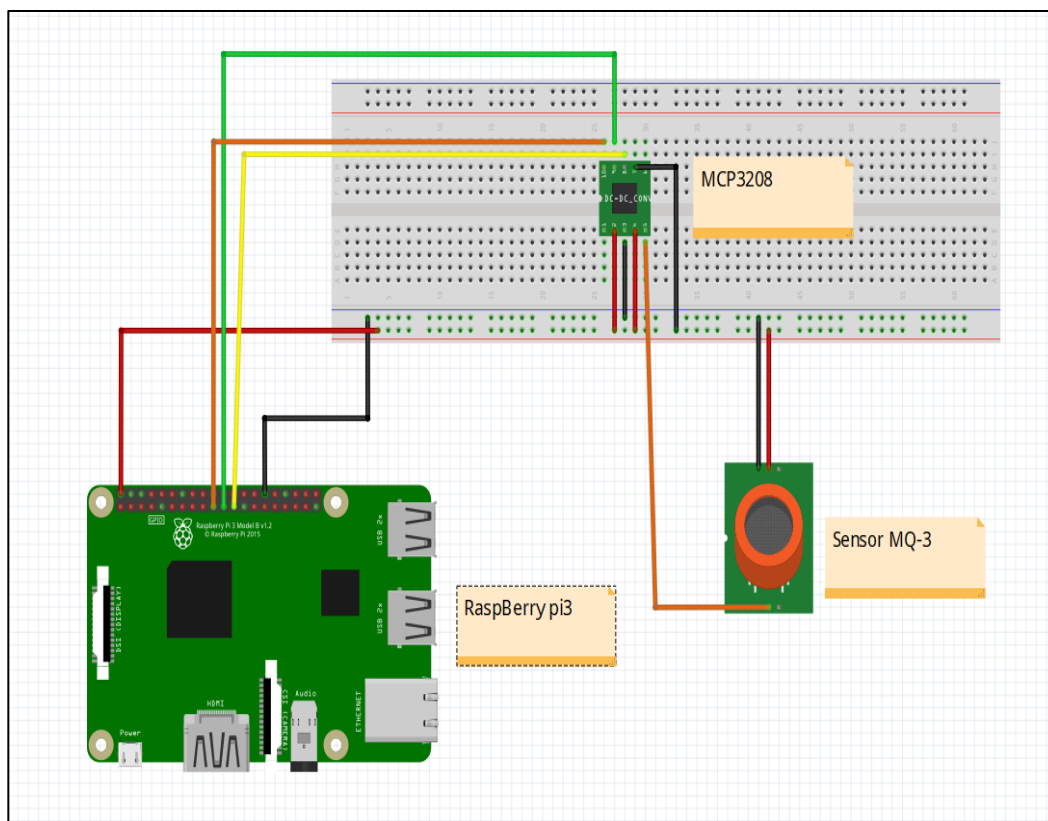 MCP3208
DC-DC_CONV
Sensor MQ-3
RaspBerry pi3
GPIO
Raspberry Pi 3 Model B v1.2
© Raspberry Pi 2015
USB 2x
USB 2x
DSI (DISPLAY)
CSI (CAMERA)
ETHERNET
HDMI
Audio
Power